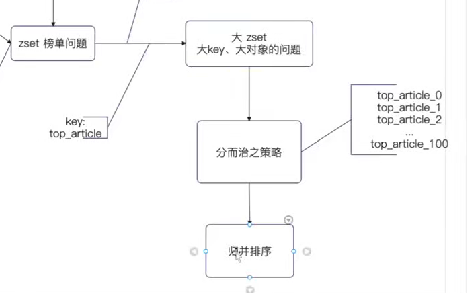 zset 榜单问题
大 zset
大key、大对象的问题
key:
top_article
分而治之策略
top_article_0
top_article_1
top_article_2
...
top_article_100
归并排序